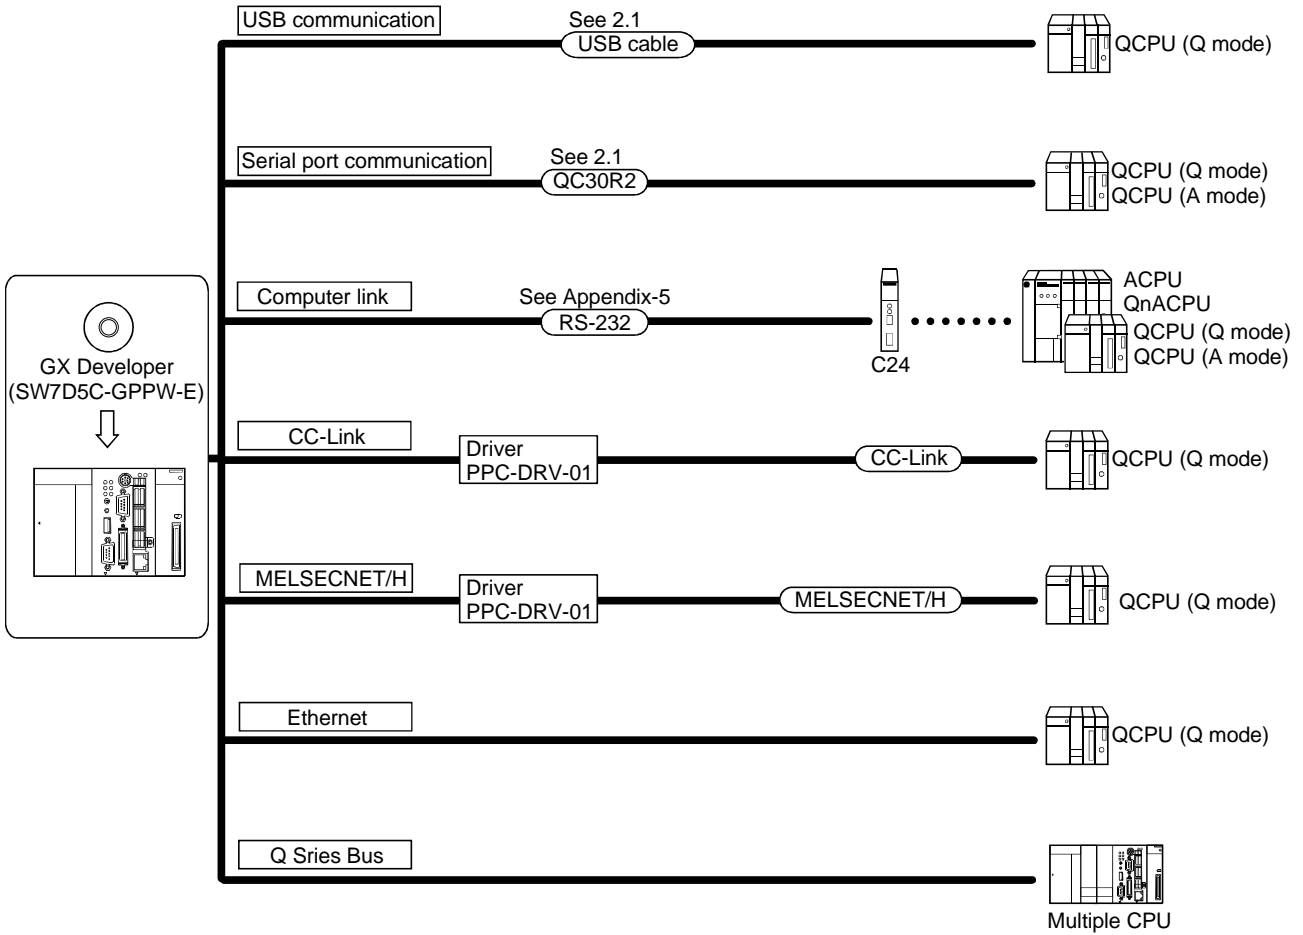 USB communication
See 2.1
USB cable
QCPU (Q mode)
Serial port communication
See 2.1
QC30R2
QCPU (Q mode)
QCPU (A mode)
GX Developer
(SW7D5C-GPPW-E)
Computer link
See Appendix-5
RS-232
C24
ACPU
QnACPU
QCPU (Q mode)
QCPU (A mode)
CC-Link
Driver
PPC-DRV-01
CC-Link
QCPU (Q mode)
MELSECNET/H
Driver
PPC-DRV-01
MELSECNET/H
QCPU (Q mode)
Ethernet
QCPU (Q mode)
Q Sries Bus
Multiple CPU